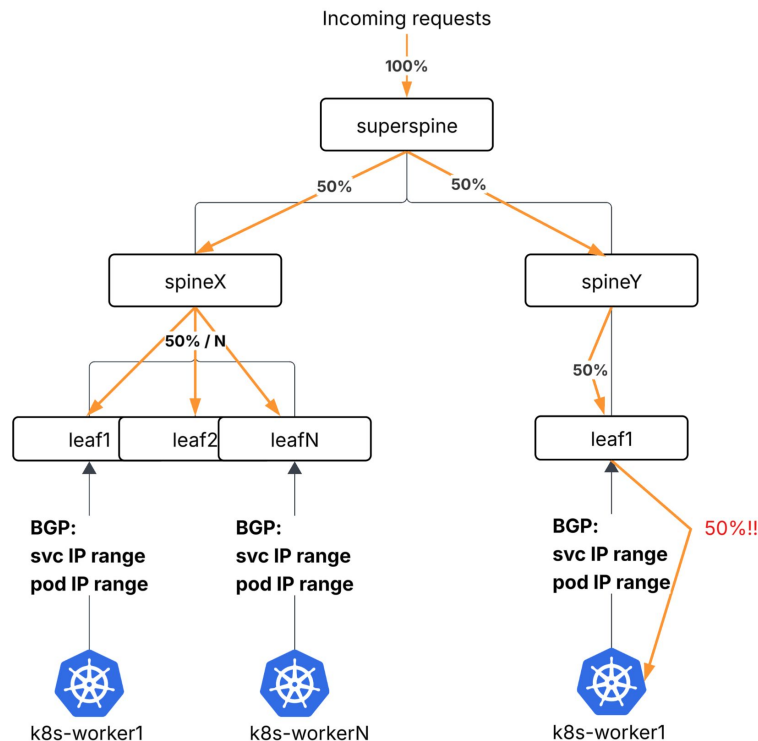 Incoming requests
100%
superspine
50%
50%
spineX
spineY
50% / N
50%
leaf1
leaf2
leafN
leaf1
BGP:
svc IP range
pod IP range
BGP:
svc IP range
pod IP range
BGP:
svc IP range
pod IP range
50%!!
k8s-worker1
k8s-workerN
k8s-worker1